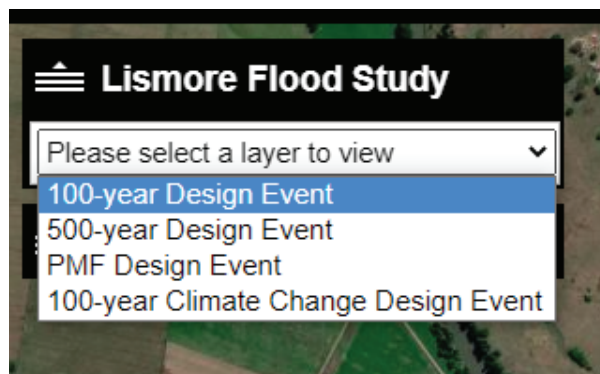 Lismore Flood Study
Please select a layer to view
100-year Design Event
500-year Design Event
PMF Design Event
100-year Climate Change Design Event